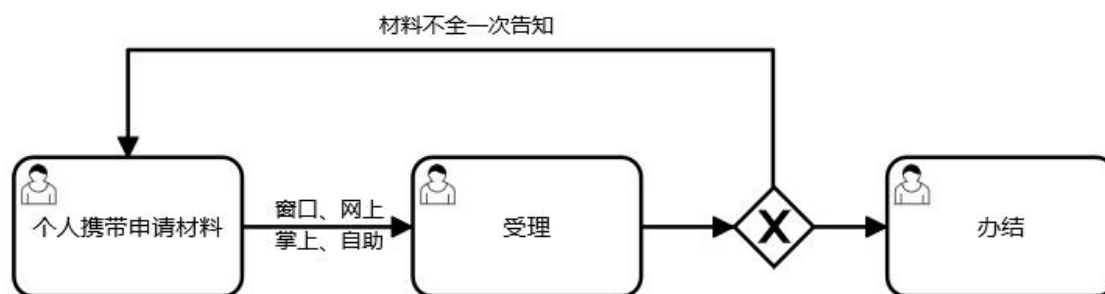 材料不全一次告知
个人携带申请材料
窗口、网上
掌上、自助
受理
X
办结